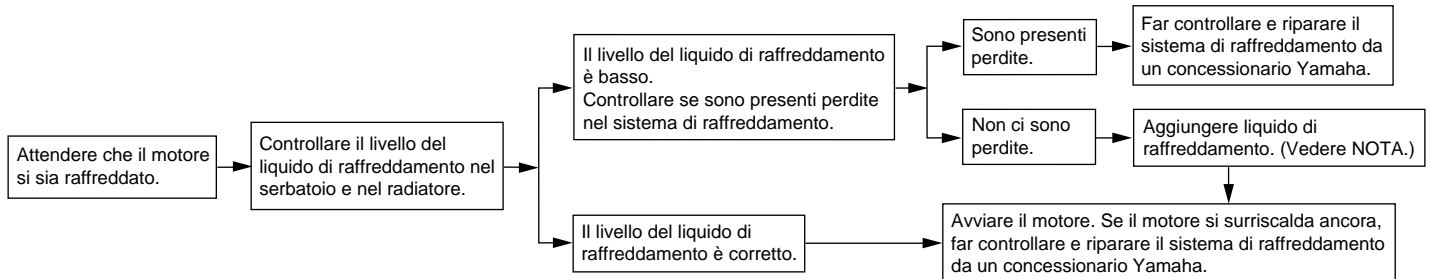 Attendere che il motore
si sia raffreddato.
Controllare il livello del
liquido di raffreddamento nel
serbatoio e nel radiatore.
Il livello del liquido di raffreddamento
è basso.
Controllare se sono presenti perdite
nel sistema di raffreddamento.
Sono presenti
perdite.
Far controllare e riparare il
sistema di raffreddamento da
un concessionario Yamaha.
Non ci sono
perdite.
Aggiungere liquido di
raffreddamento. (Vedere NOTA.)
Il livello del liquido di
raffreddamento è corretto.
Avviare il motore. Se il motore si surriscalda ancora,
far controllare e riparare il sistema di raffreddamento
da un concessionario Yamaha.